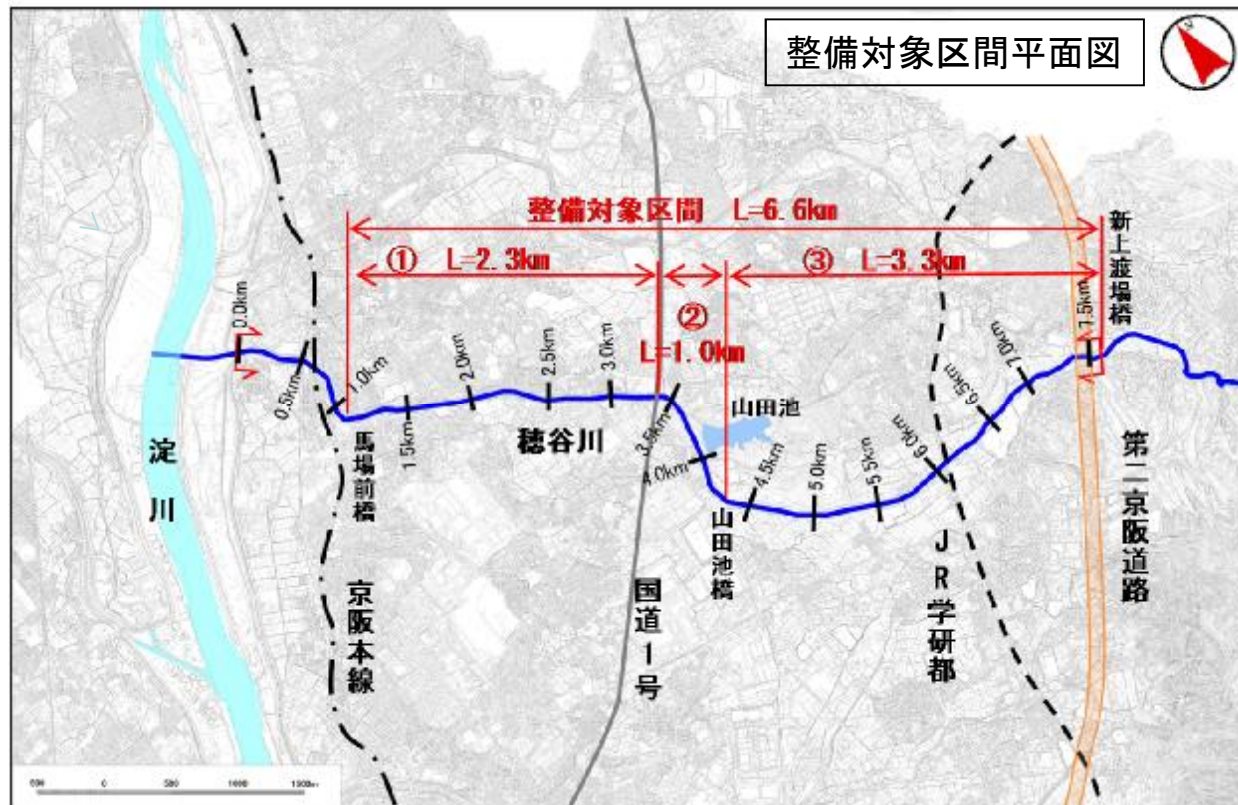 整備対象区間平面図
整備対象区間 L=6.6km
① L=2.3km
②
L=1.0km
③ L=3.3km
新上渡場橋
0.0km
0.5km
1.0km
1.5km
2.0km
2.5km
3.0km
3.5km
4.0km
4.5km
5.0km
5.5km
6.0km
6.5km
7.0km
7.5km
山田池
穂谷川
淀川
馬場前橋
山田池橋
京阪本線
国道1号
JR学研都
第二京阪道路
500 0 500 1000 1500m